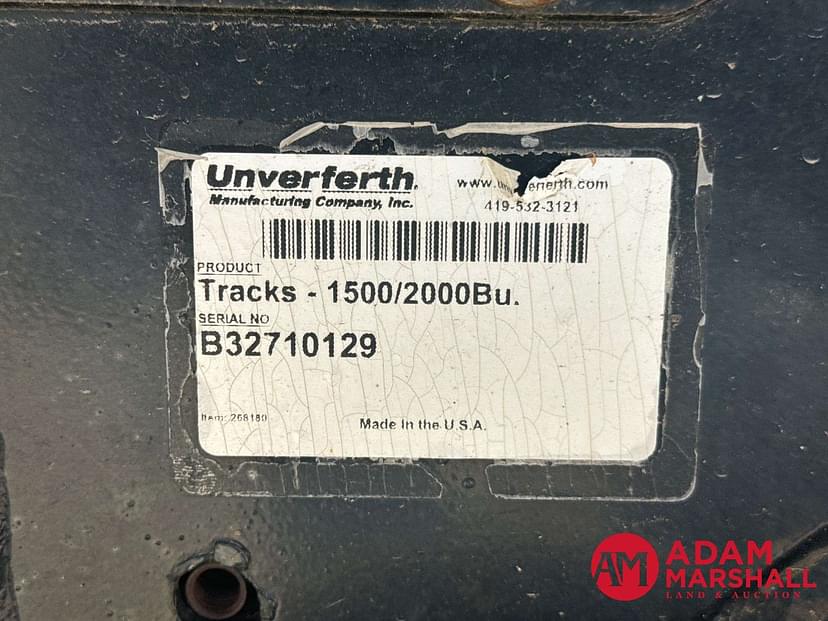 Unverferth
Manufacturing Company, Inc.
419-532-3121
PRODUCT
Tracks - 1500/2000Bu.
SERIAL NO
B32710129
Item: 268180
Made In the U.S.A.
AM
ADAM
MARSHALL
LAND & AUCTION